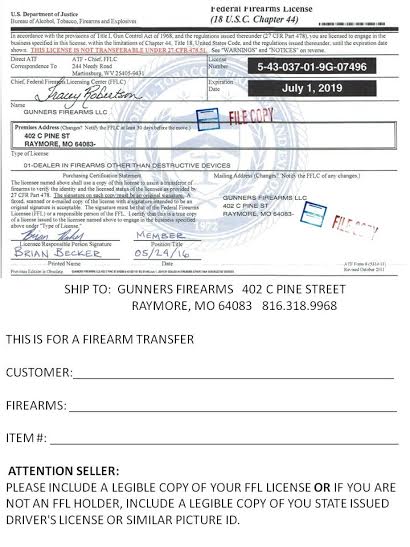 U.S. Department of Justice
Bureau of Alcohol, Tobacco, Firearms and Explosives
Federal Firearms License
(18 U.S.C. Chapter 44)
In accordance with the provisions of Title I, Gun Control Act of 1968, and the regulations issued thereunder (27 CFR Part 478), you are licensed to engage in the
business specified in this license, within the limitations of Chapter 44, Title 18, United States Code, and the regulations issued thereunder, until the expiration date
shown. THIS LICENSE IS NOT TRANSFERABLE UNDER 27 CFR 478.51. See "WARNINGS" and "NOTICES" on reverse.
Direct ATF
Correspondence To
ATF - Chief, FFLC
244 Needy Road
Martinsburg, WV 25405-9431
License
Number
5-43-037-01-9G-07496
Chief, Federal Firearms Licensing Center (FFLC)
Tracey Robertson
Expiration
Date
July 1, 2019
Name
GUNNERS FIREARMS LLC
FILE COPY
Premises Address (Changes? Notify the FFLC at least 30 days before the move.)
402 C PINE ST
RAYMORE, MO 64083-
Type of License
01-DEALER IN FIREARMS OTHER THAN DESTRUCTIVE DEVICES
Purchasing Certification Statement
The licensee named above shall use a copy of this license to assist a transferor of
firearms to verify the identity and the licensed status of the licensee as provided by
27 CFR Part 478. The signature on each copy must be an original signature. A
faxed, scanned or e-mailed copy of the license with a signature intended to be an
original signature is acceptable. The signature must be that of the Federal Firearms
Licensee (FFL) or a responsible person of the FFL. I certify that this is a true copy
of a license issued to the licensee named above to engage in the business specified
above under "Type of License."
Mailing Address (Changes? Notify the FFLC of any changes.)
GUNNERS FIREARMS LLC
402 C PINE ST
RAYMORE, MO 64083-
FILE COPY
1972
MEMBER
Licensee/Responsible Person Signature
Position/Title
BRIAN BECKER
05/24/16
Printed Name
Date
Previous Edition is Obsolete
ATF Form 8 (5310.11)
Revised October 2011
SHIP TO: GUNNERS FIREARMS 402 C PINE STREET
RAYMORE, MO 64083 816.318.9968
THIS IS FOR A FIREARM TRANSFER
CUSTOMER:
FIREARMS:
ITEM #:
ATTENTION SELLER:
PLEASE INCLUDE A LEGIBLE COPY OF YOUR FFL LICENSE OR IF YOU ARE
NOT AN FFL HOLDER, INCLUDE A LEGIBLE COPY OF YOU STATE ISSUED
DRIVER'S LICENSE OR SIMILAR PICTURE ID.